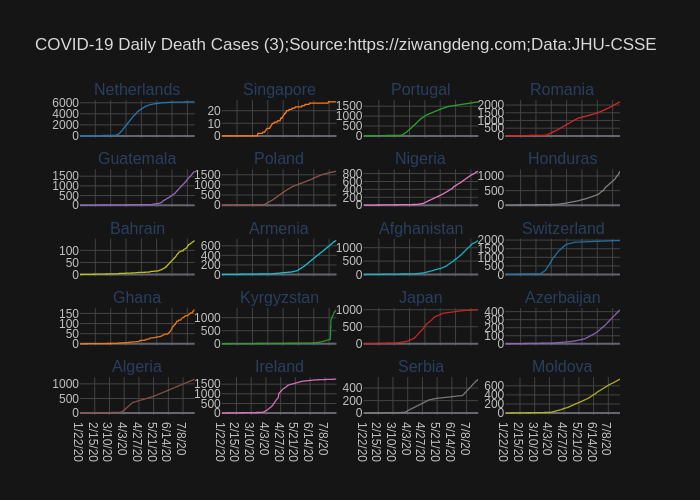 COVID-19 Daily Death Cases (3);Source:https://ziwangdeng.com;Data:JHU-CSSE
Netherlands Singapore Portugal Romania
6000 4000 2000 0
20 10 0
1500 1000 500 0
2000 1500 1000 500 0
Guatemala Poland Nigeria Honduras
1500 1000 500 0
1500 1000 500 0
800 600 400 200 0
1000 500 0
Bahrain Armenia Afghanistan Switzerland
100 50 0
600 400 200 0
1000 500 0
2000 1500 1000 500 0
Ghana Kyrgyzstan Japan Azerbaijan
150 100 50 0
1000 500 0
1000 500 0
400 300 200 100 0
Algeria Ireland Serbia Moldova
1000 500 0
1500 1000 500 0
400 200 0
600 400 200 0
1/22/20 2/15/20 3/10/20 4/3/20 4/27/20 5/21/20 6/14/20 7/8/20
1/22/20 2/15/20 3/10/20 4/3/20 4/27/20 5/21/20 6/14/20 7/8/20
1/22/20 2/15/20 3/10/20 4/3/20 4/27/20 5/21/20 6/14/20 7/8/20
1/22/20 2/15/20 3/10/20 4/3/20 4/27/20 5/21/20 6/14/20 7/8/20